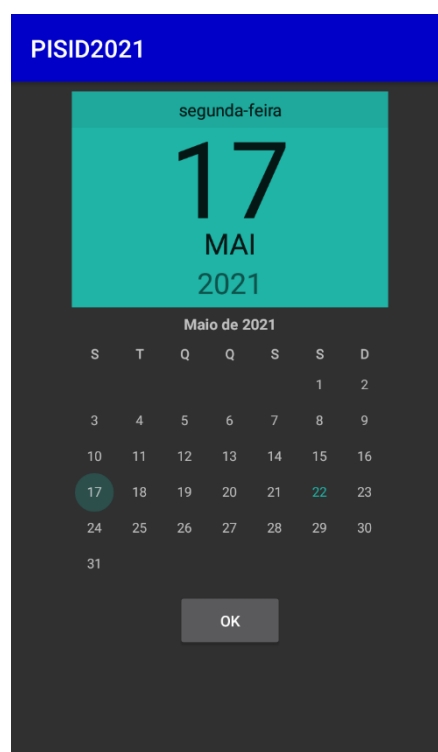 PISID2021
segunda-feira
17
MAI
2021
Maio de 2021
S T Q Q S S D
1 2
3 4 5 6 7 8 9
10 11 12 13 14 15 16
17 18 19 20 21 22 23
24 25 26 27 28 29 30
31
OK